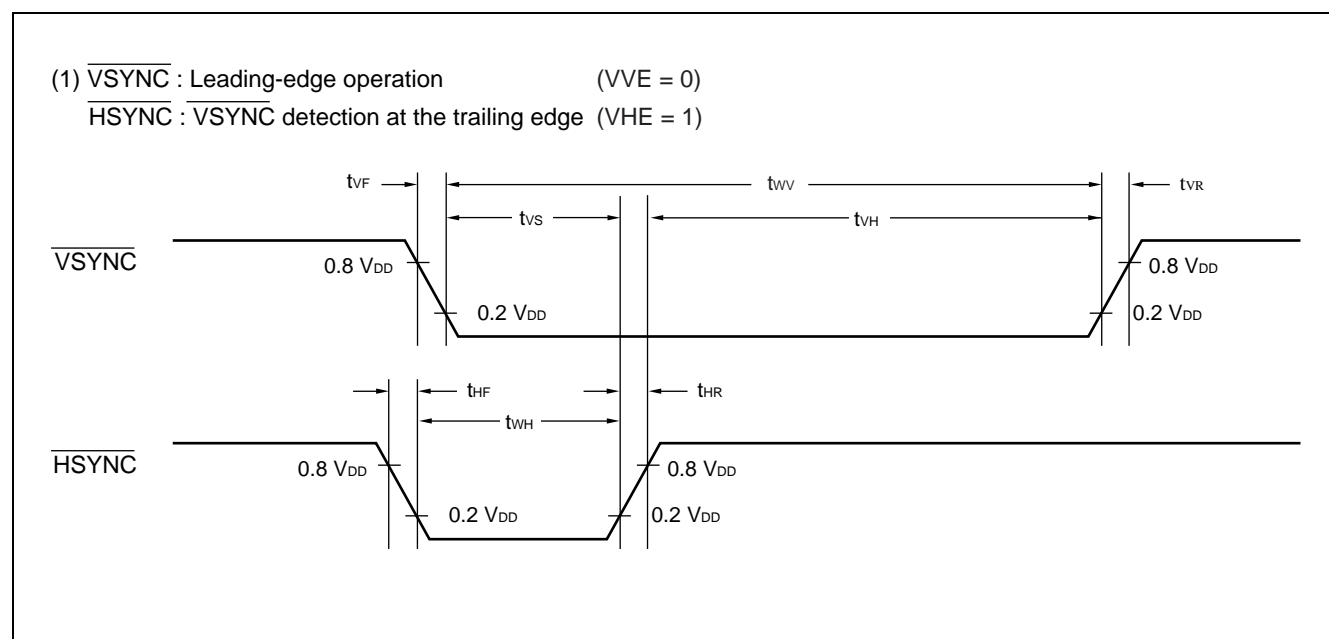 (1) VSYNC : Leading-edge operation (VVE = 0)
HSYNC : VSYNC detection at the trailing edge (VHE = 1)
tVF
tWV
tVR
tVS
tVH
VSYNC
0.8 VDD
0.8 VDD
0.2 VDD
0.2 VDD
tHF
tHR
tWH
HSYNC
0.8 VDD
0.8 VDD
0.2 VDD
0.2 VDD